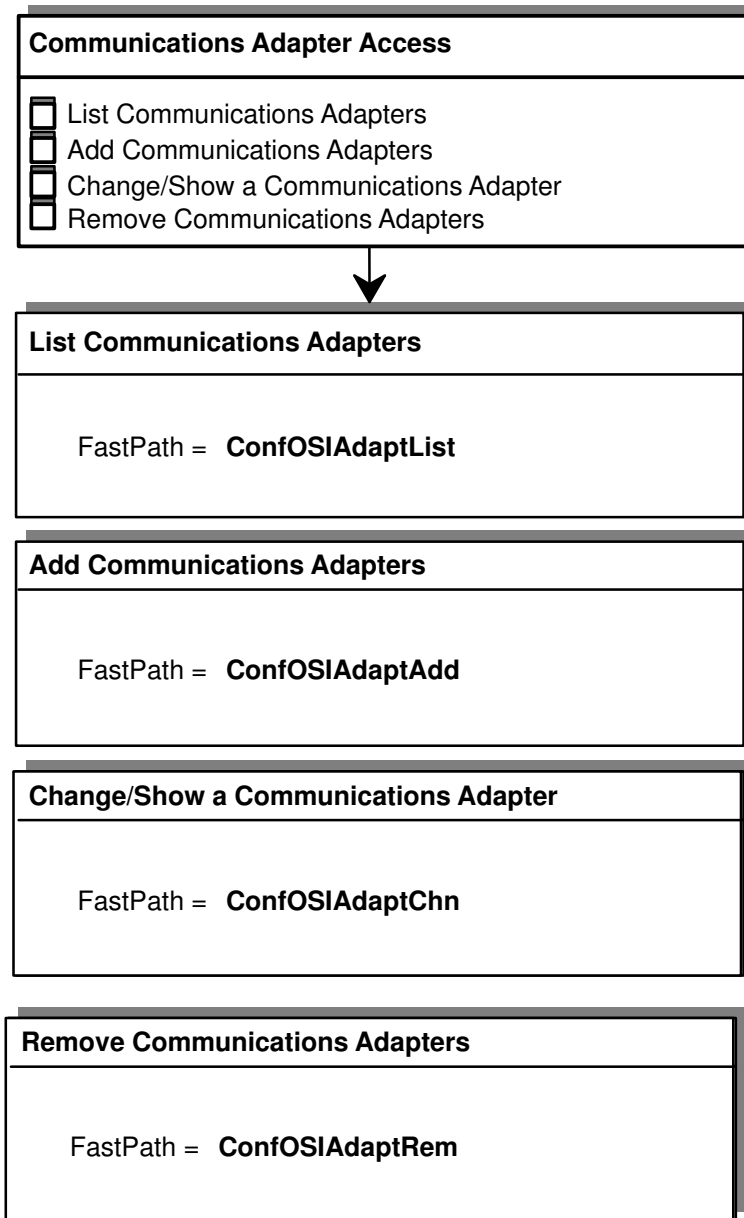 Communications Adapter Access
List Communications Adapters
Add Communications Adapters
Change/Show a Communications Adapter
Remove Communications Adapters
List Communications Adapters
FastPath = ConfOSIAdaptList
Add Communications Adapters
FastPath = ConfOSIAdaptAdd
Change/Show a Communications Adapter
FastPath = ConfOSIAdaptChn
Remove Communications Adapters
FastPath = ConfOSIAdaptRem